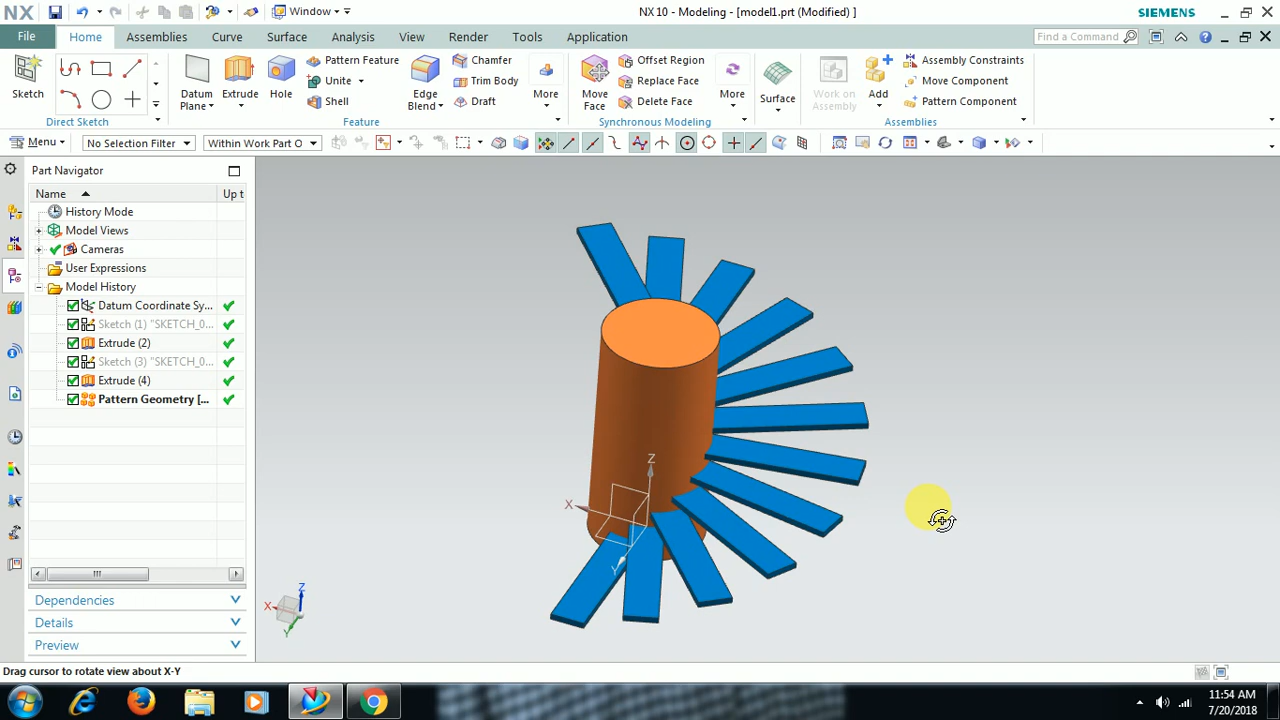 NX
Window
NX 10 - Modeling - [model1.prt (Modified) ]
SIEMENS
File Home Assemblies Curve Surface Analysis View Render Tools Application
Find a Command
Sketch
Direct Sketch
Datum Plane
Extrude
Hole
Pattern Feature
Unite
Shell
Edge Blend
Chamfer
Trim Body
Draft
More
Feature
Move Face
Offset Region
Replace Face
Delete Face
More
Synchronous Modeling
Surface
Work on Assembly
Add
Assembly Constraints
Move Component
Pattern Component
Assemblies
Menu
No Selection Filter
Within Work Part O
Part Navigator
Name Up t
History Mode
Model Views
Cameras
User Expressions
Model History
Datum Coordinate Sy...
Sketch (1) "SKETCH_0...
Extrude (2)
Sketch (3) "SKETCH_0...
Extrude (4)
Pattern Geometry [...
Dependencies
Details
Preview
Z
X
Y
Z
X
Y
Drag cursor to rotate view about X-Y
11:54 AM
7/20/2018